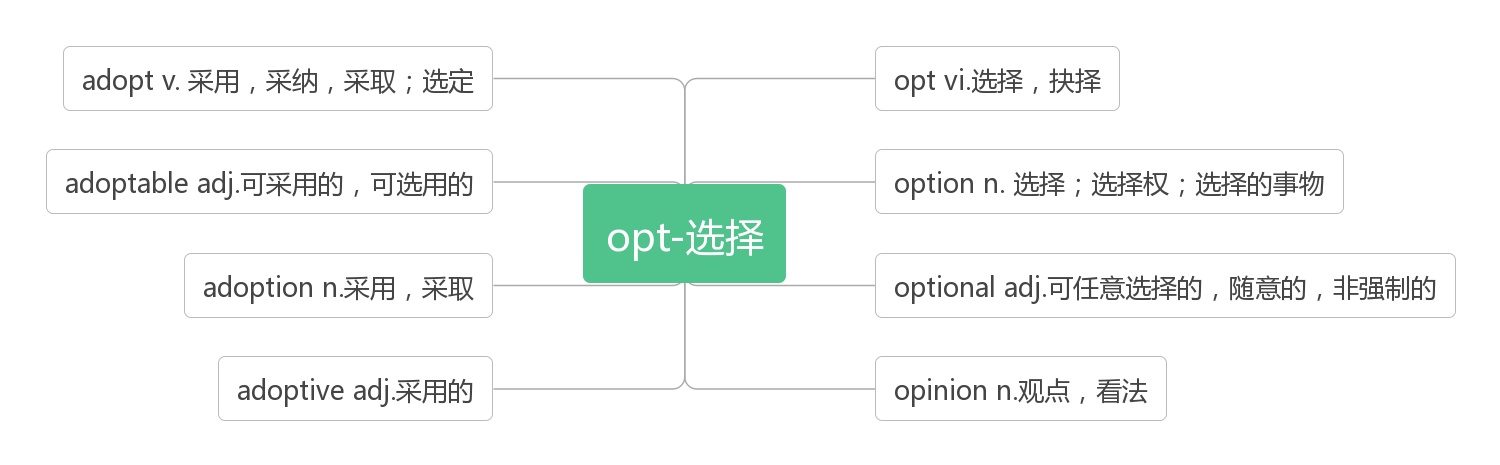 adopt v. 采用，采纳，采取；选定
adoptable adj.可采用的，可选用的
adoption n.采用，采取
adoptive adj.采用的
opt-选择
opt vi.选择，抉择
option n. 选择；选择权；选择的事物
optional adj.可任意选择的，随意的，非强制的
opinion n.观点，看法